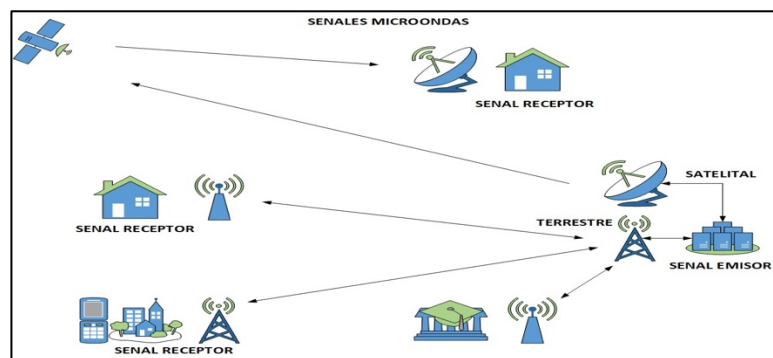 SENALES MICROONDAS
SENAL RECEPTOR
SATELITAL
SENAL RECEPTOR
TERRESTRE
SENAL EMISOR
SENAL RECEPTOR